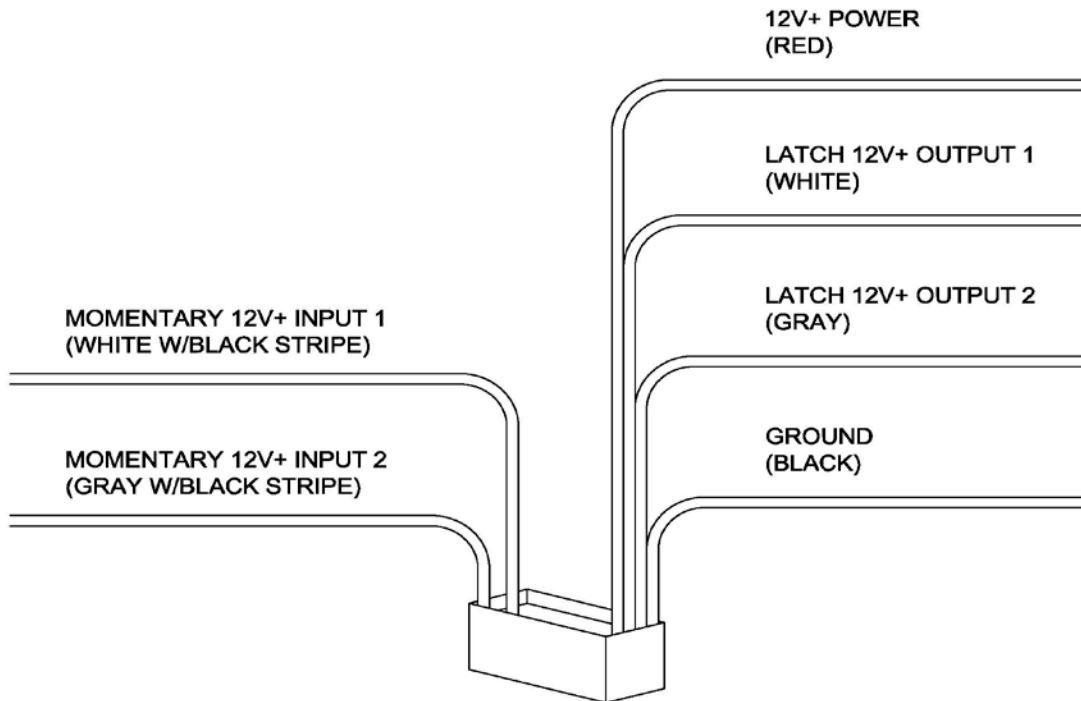 12V+ POWER
(RED)
LATCH 12V+ OUTPUT 1
(WHITE)
LATCH 12V+ OUTPUT 2
(GRAY)
MOMENTARY 12V+ INPUT 1
(WHITE W/BLACK STRIPE)
GROUND
(BLACK)
MOMENTARY 12V+ INPUT 2
(GRAY W/BLACK STRIPE)